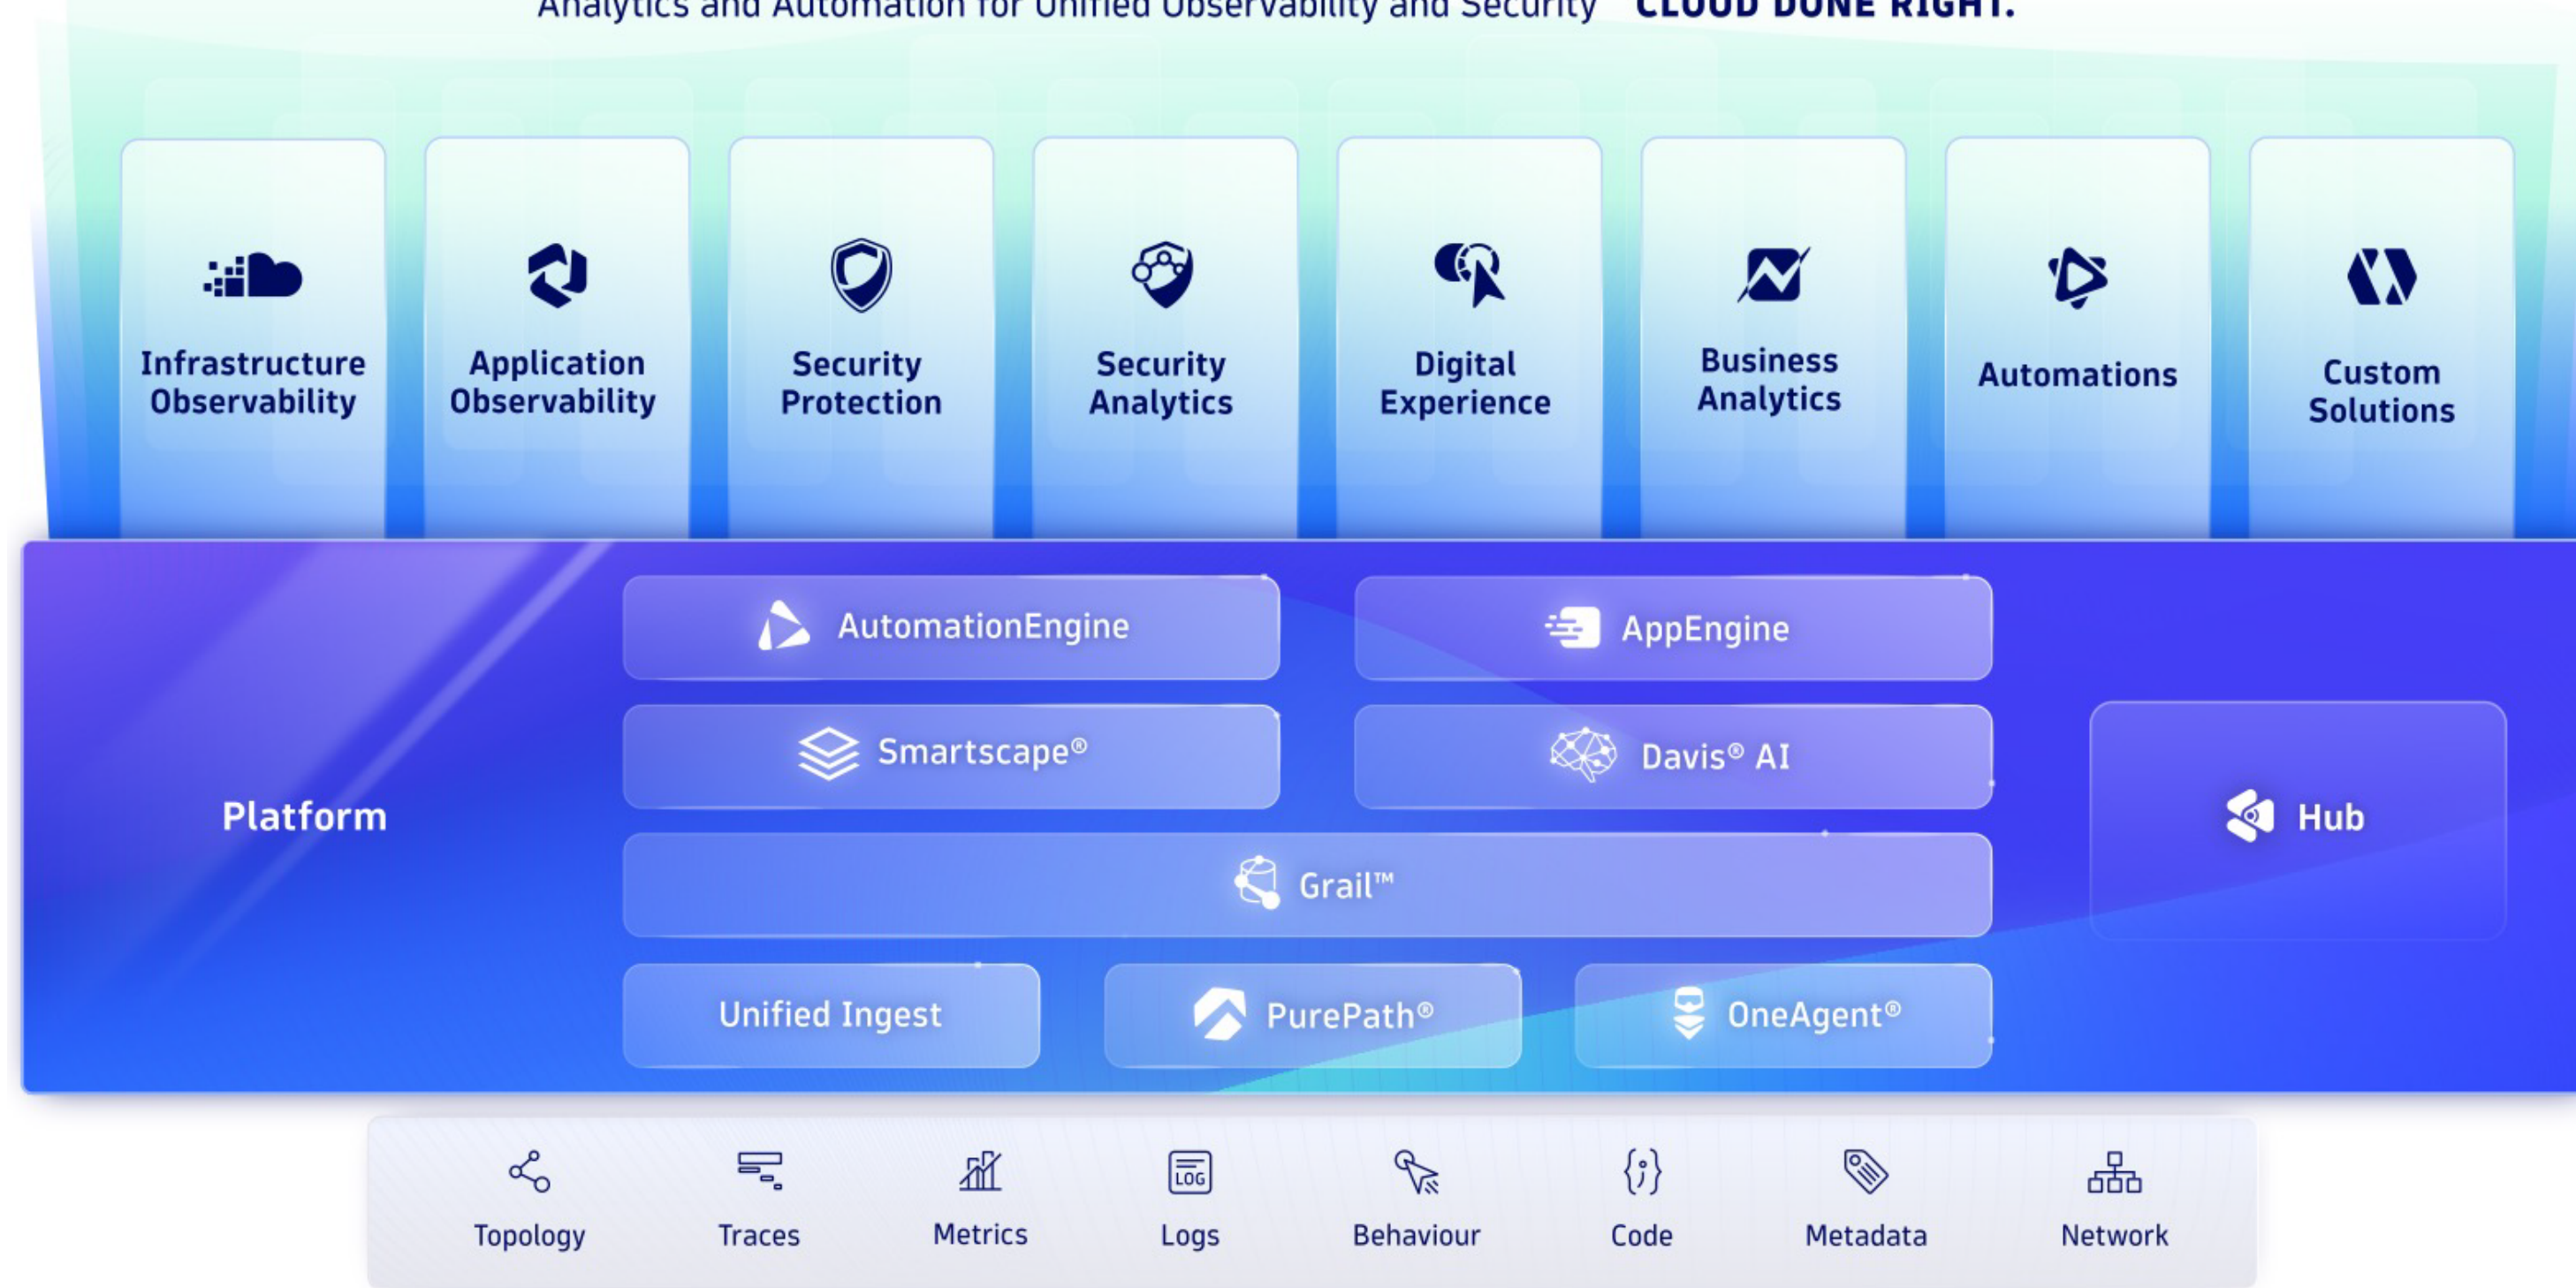 Analytics and Automation for Unified Observability and Security CLOUD DONE RIGHT.
Infrastructure
Observability
Application
Observability
Security
Protection
Security
Analytics
Digital
Experience
Business
Analytics
Automations
Custom
Solutions
Platform
AutomationEngine
AppEngine
Smartscape®
Davis® AI
Grail™
Unified Ingest
PurePath®
OneAgent®
Hub
LOG
Topology
Traces
Metrics
Logs
Behaviour
Code
Metadata
Network